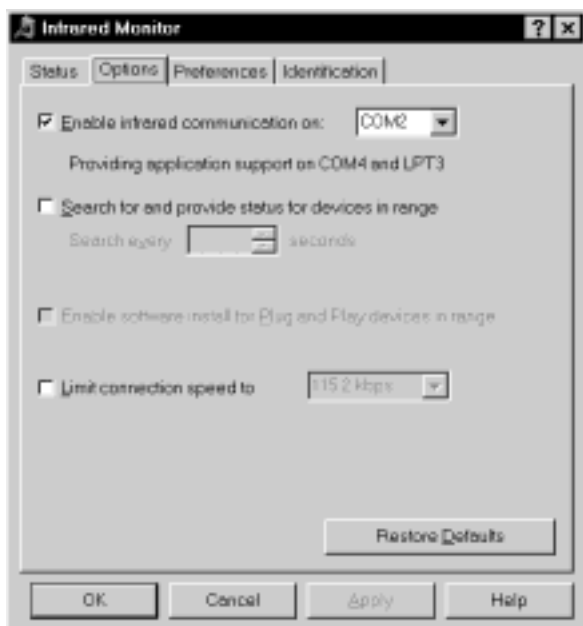 Infrared Monitor
Status Options Preferences Identification
Enable infrared communication on: COM2
Providing application support on COM4 and LPT3
Search for and provide status for devices in range
Search every seconds
Enable software install for Plug and Play devices in range
Limit connection speed to 115.2 kbps
Restore Defaults
OK Cancel Apply Help